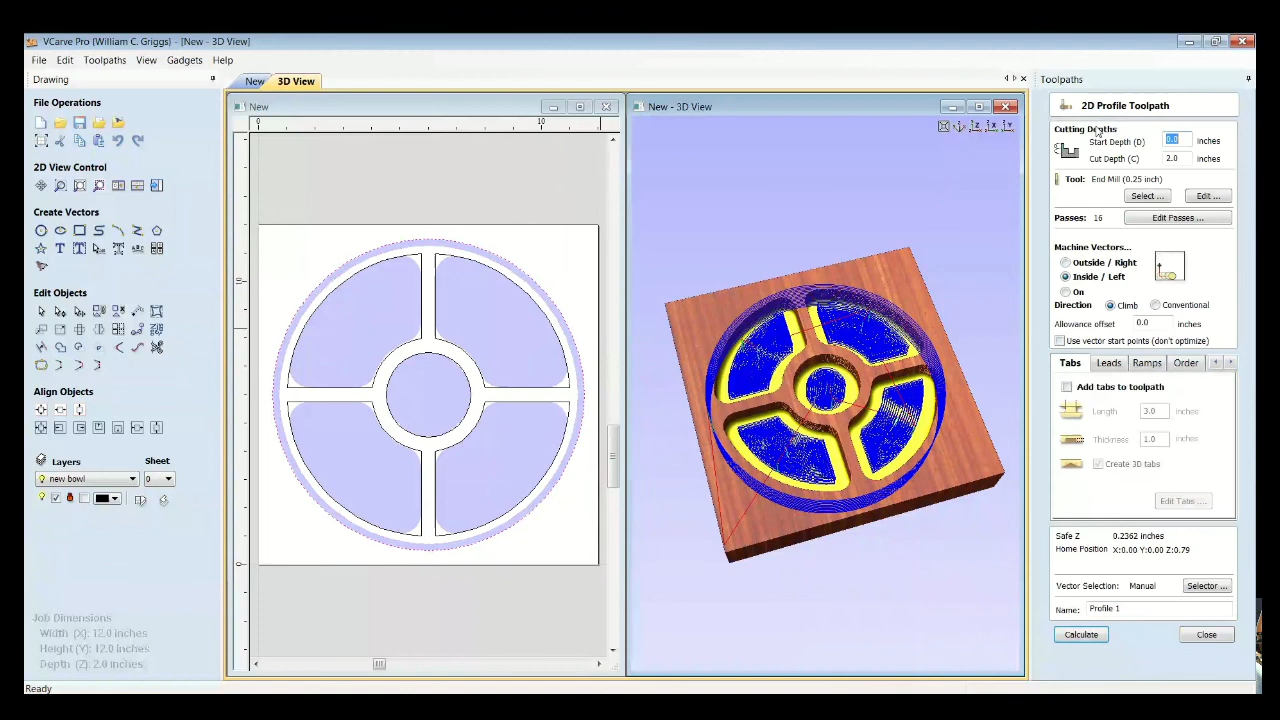 VCarve Pro {William C. Griggs} - [New - 3D View]
File Edit Toolpaths View Gadgets Help
Drawing
File Operations
2D View Control
Create Vectors
Edit Objects
Align Objects
Layers Sheet
new bowl 0
Job Dimensions
Width (X): 12.0 inches
Height (Y): 12.0 inches
Depth (Z): 2.0 inches
Ready
New 3D View
New
0 10
10
0
New - 3D View
Toolpaths
2D Profile Toolpath
Cutting Depths
Start Depth (D) 0.0 inches
Cut Depth (C) 2.0 inches
Tool: End Mill (0.25 inch)
Select ... Edit ...
Passes: 16 Edit Passes ...
Machine Vectors...
Outside / Right
Inside / Left
On
Direction Climb Conventional
Allowance offset 0.0 inches
Use vector start points (don't optimize)
Tabs Leads Ramps Order
Add tabs to toolpath
Length 3.0 inches
Thickness 1.0 inches
Create 3D tabs
Edit Tabs ....
Safe Z 0.2362 inches
Home Position X:0.00 Y:0.00 Z:0.79
Vector Selection: Manual Selector ...
Name: Profile 1
Calculate Close